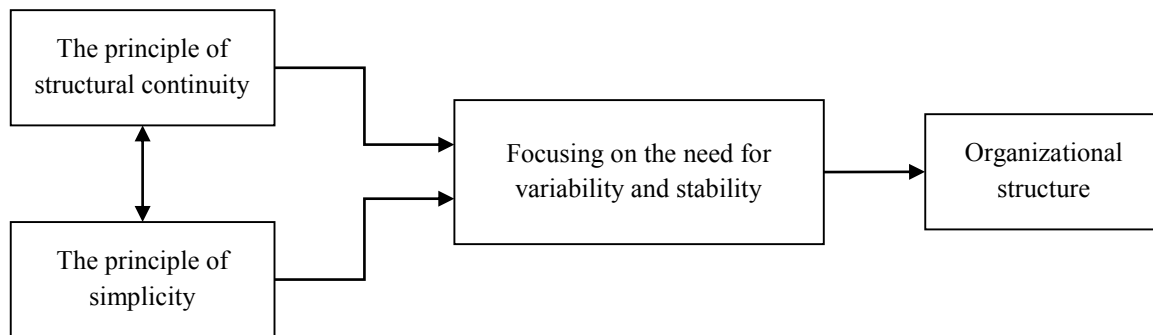 The principle of
structural continuity
The principle of
simplicity
Focusing on the need for
variability and stability
Organizational
structure